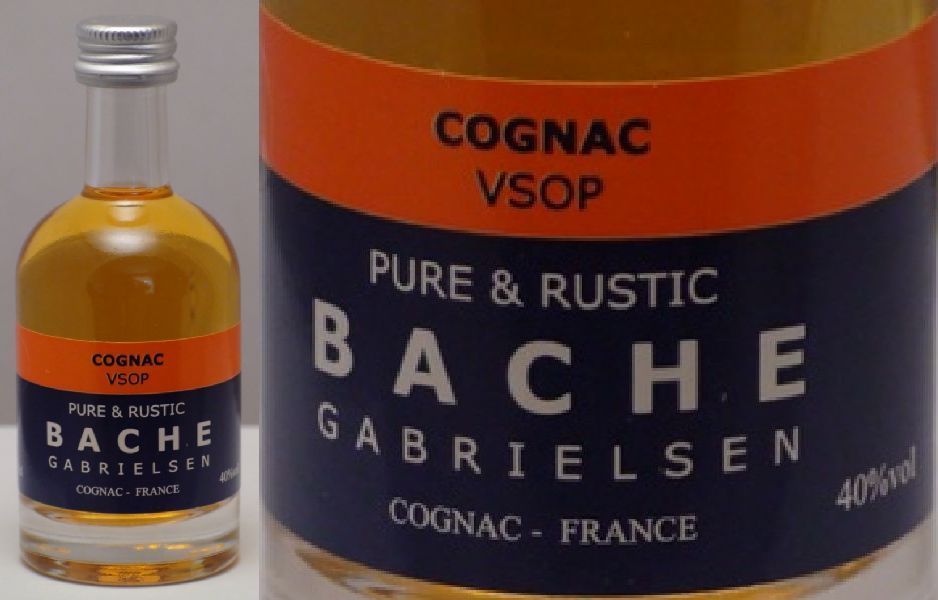 COGNAC
VSOP
PURE & RUSTIC
BACHE
GABRIELSEN
COGNAC - FRANCE
40%
COGNAC
VSOP
PURE & RUSTIC
BACHE
GABRIELSEN
COGNAC - FRANCE
40%vol